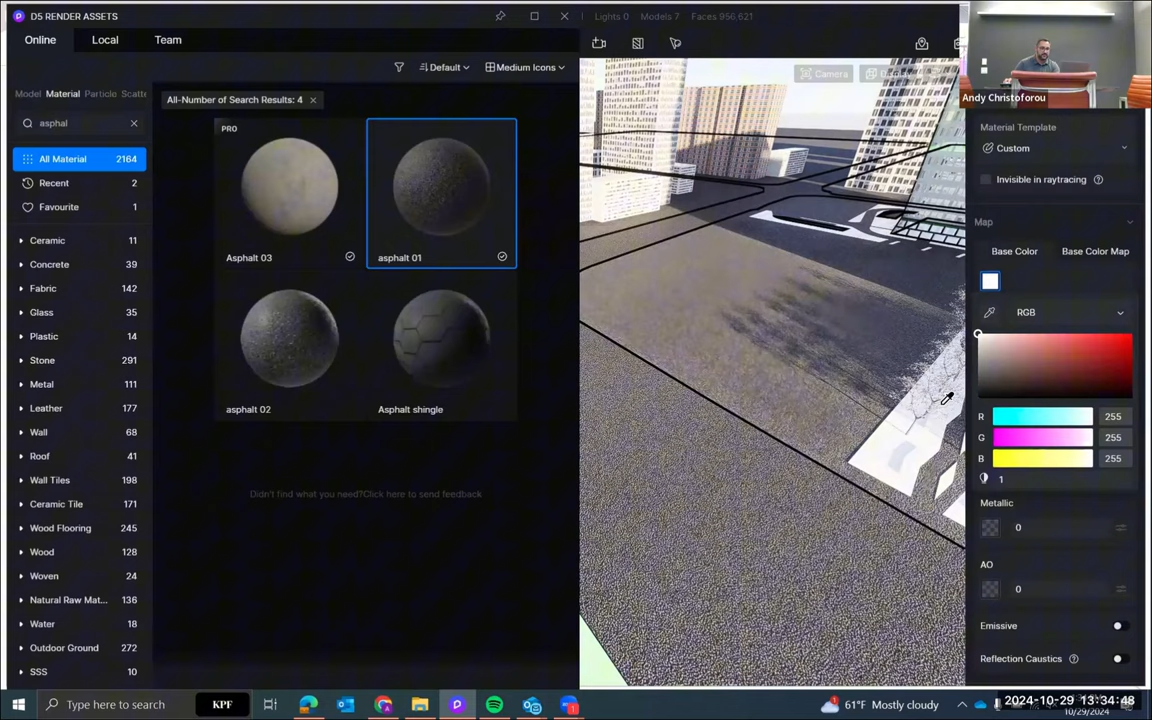 D5 RENDER ASSETS
Lights 0 Models 7 Faces 956,621
Online Local Team
Default Medium Icons
Model Material Particle Scatt
All-Number of Search Results: 4
asphal
All Material 2164
Recent 2
Favourite 1
Ceramic 11
Concrete 39
Fabric 142
Glass 35
Plastic 14
Stone 291
Metal 111
Leather 177
Wall 68
Roof 41
Wall Tiles 198
Ceramic Tile 171
Wood Flooring 245
Wood 128
Woven 24
Natural Raw Mat... 136
Water 18
Outdoor Ground 272
SSS 10
PRO
Asphalt 03 asphalt 01
asphalt 02 Asphalt shingle
Didn't find what you need?Click here to send feedback
Camera Display
Andy Christoforou
Material Template
Custom
Invisible in raytracing
Map
Base Color Base Color Map
RGB
R 255
G 255
B 255
1
Metallic
0
AO
0
Emissive
Reflection Caustics
Type here to search KPF
61°F Mostly cloudy
2024-10-29 13:34:48
10/29/2024